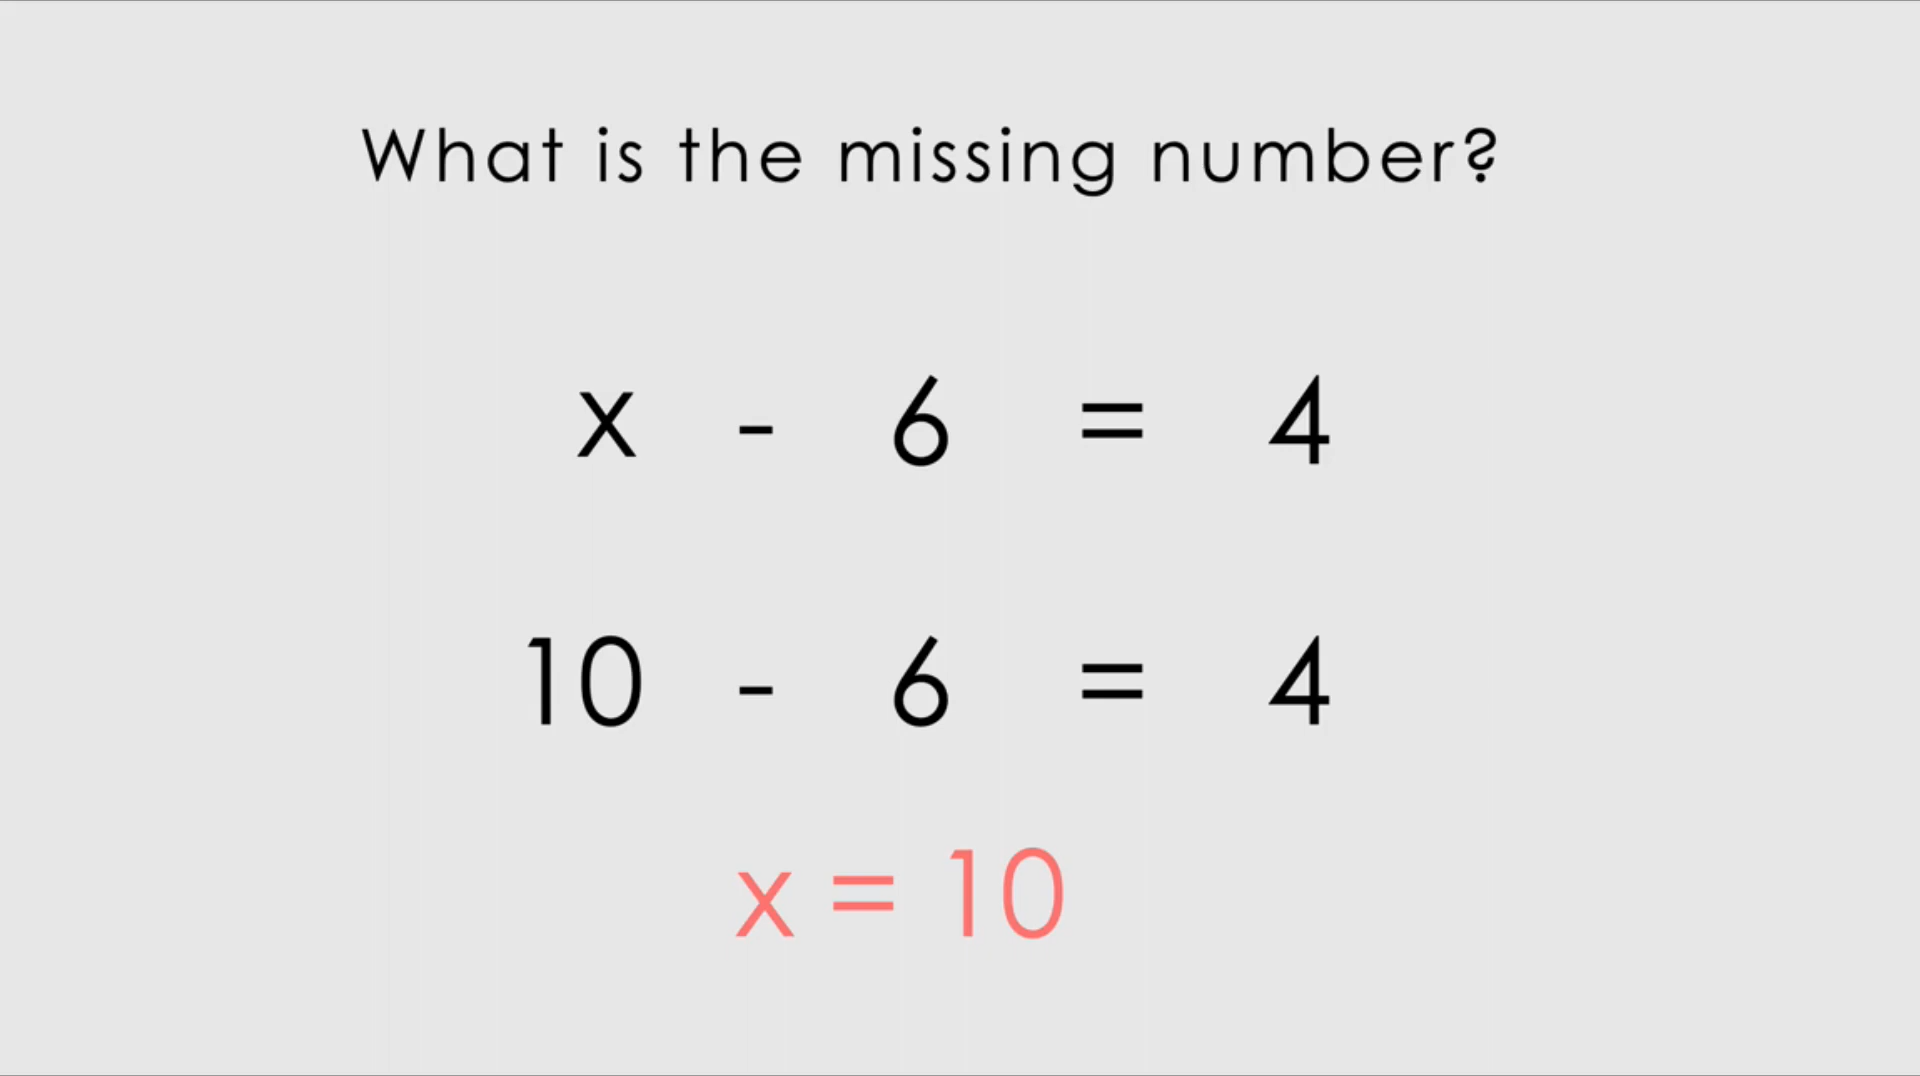 What is the missing number?
x - 6 = 4
10 - 6 = 4
x = 10